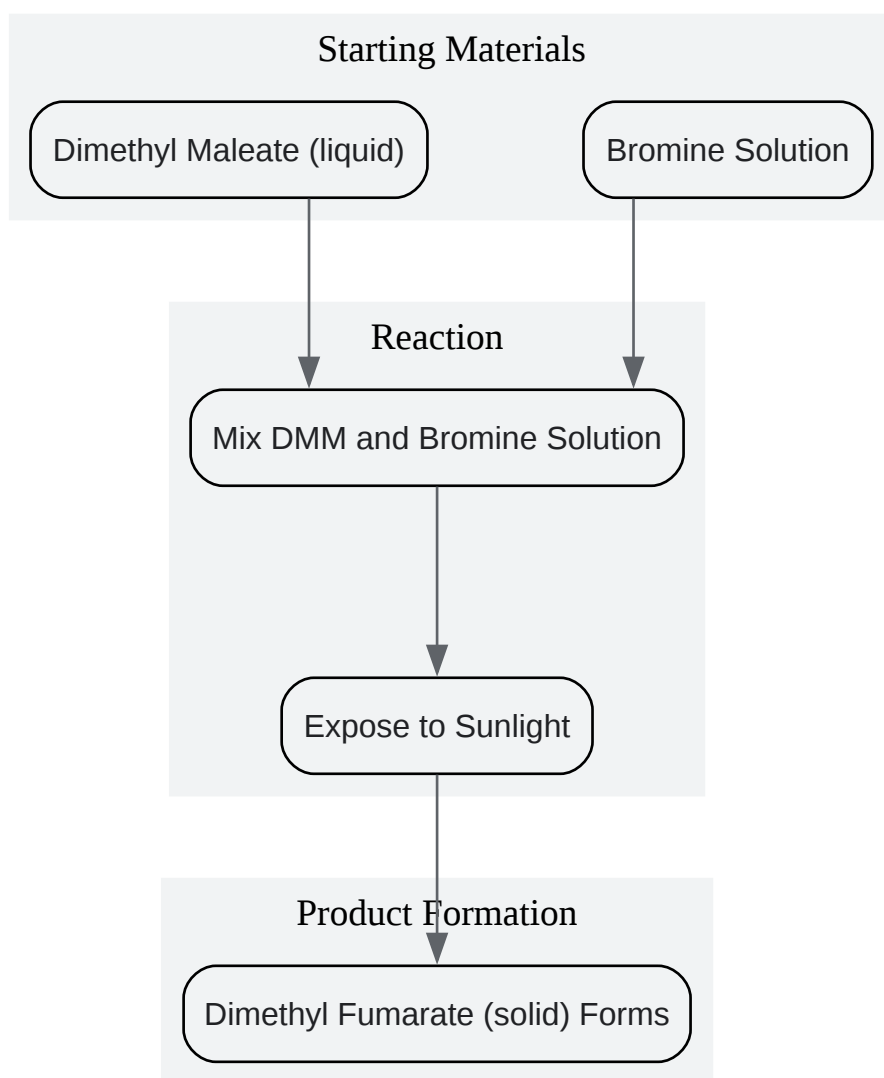 Starting Materials
Dimethyl Maleate (liquid)
Bromine Solution
Reaction
Mix DMM and Bromine Solution
Expose to Sunlight
Product Formation
Dimethyl Fumarate (solid) Forms